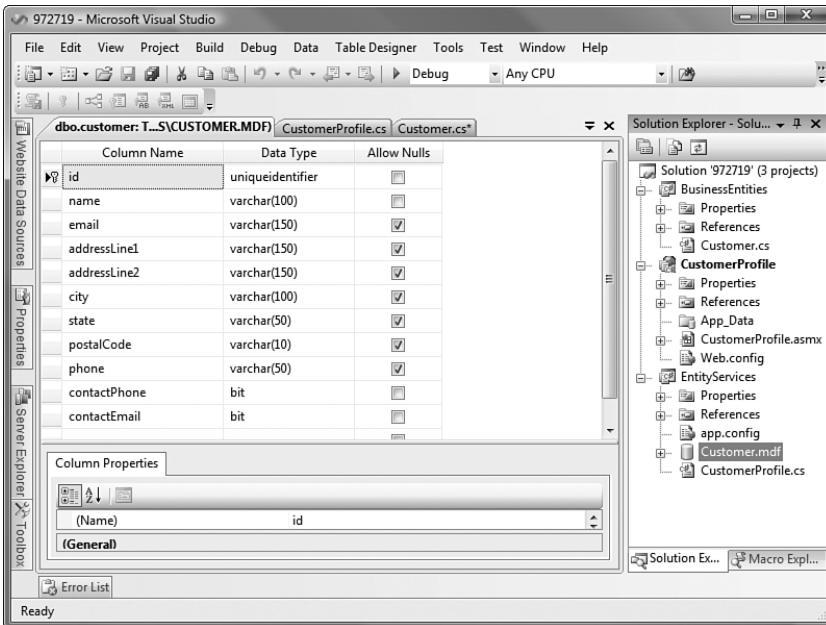 972719 - Microsoft Visual Studio
File Edit View Project Build Debug Data Table Designer Tools Test Window Help
Debug Any CPU
dbo.customer: T...S\CUSTOMER.MDF) CustomerProfile.cs Customer.cs*
Column Name Data Type Allow Nulls
id uniqueidentifier
name varchar(100)
email varchar(150)
addressLine1 varchar(150)
addressLine2 varchar(150)
city varchar(100)
state varchar(50)
postalCode varchar(10)
phone varchar(50)
contactPhone bit
contactEmail bit
Column Properties
(Name) id
(General)
Website Data Sources
Properties
Server Explorer
Toolbox
Solution Explorer - Solu...
Solution '972719' (3 projects)
BusinessEntities
Properties
References
Customer.cs
CustomerProfile
Properties
References
App_Data
CustomerProfile.asmx
Web.config
EntityServices
Properties
References
app.config
Customer.mdf
CustomerProfile.cs
Solution Ex... Macro Expl...
Error List
Ready